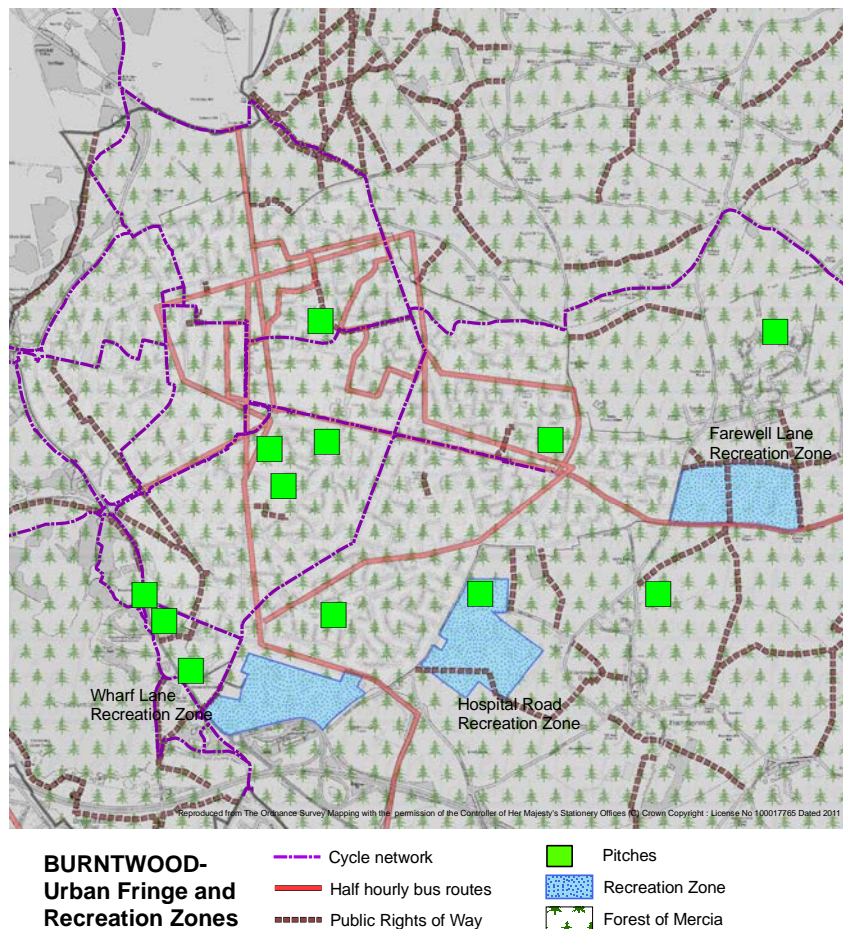 Farewell Lane
Recreation Zone
Wharf Lane
Recreation Zone
Hospital Road
Recreation Zone
Reproduced from The Ordnance Survey Mapping with the permission of the Controller of Her Majesty's Stationery Offices (C) Crown Copyright : License No 100017765 Dated 2011
BURNTWOOD-
Urban Fringe and
Recreation Zones
Cycle network
Half hourly bus routes
Public Rights of Way
Pitches
Recreation Zone
Forest of Mercia